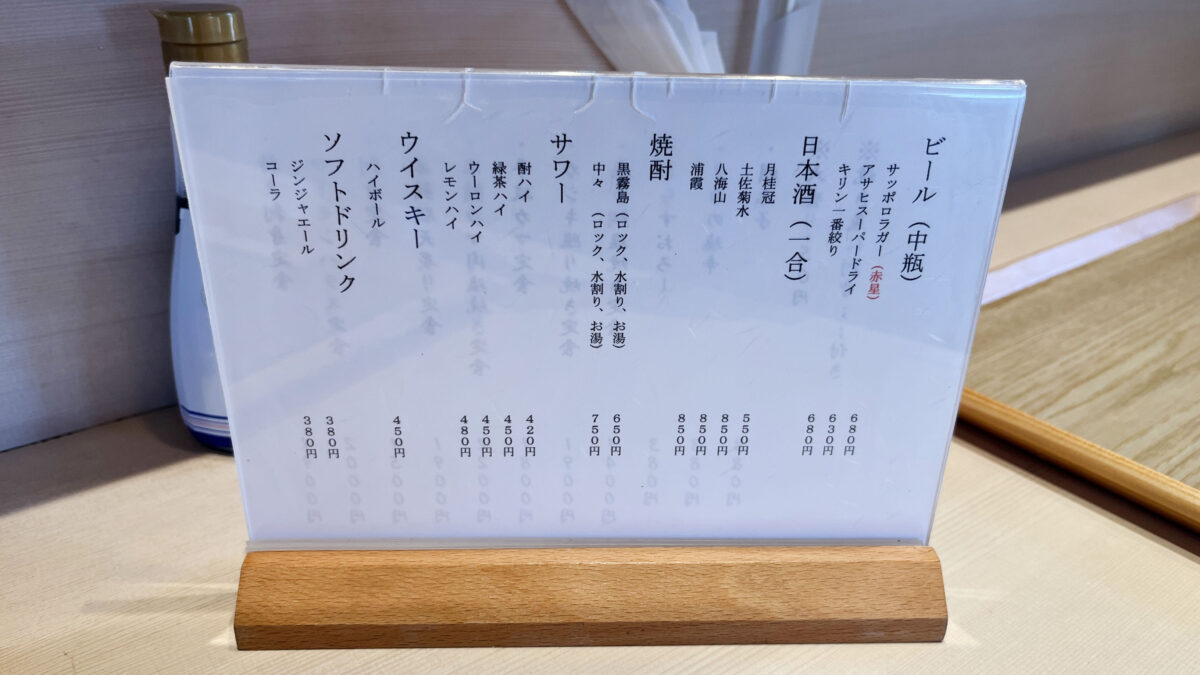 ビール（中瓶）
サッポロラガー（赤星） 680円
アサヒスーパードライ 630円
キリン一番絞り 680円
日本酒（一合）
月桂冠 550円
土佐菊水 850円
八海山 850円
浦霞 850円
焼酎
黒霧島（ロック、水割り、お湯） 650円
中々（ロック、水割り、お湯） 750円
サワー
酎ハイ 420円
緑茶ハイ 450円
ウーロンハイ 450円
レモンハイ 480円
ウイスキー
ハイボール 450円
ソフトドリンク
ジンジャエール 380円
コーラ 380円